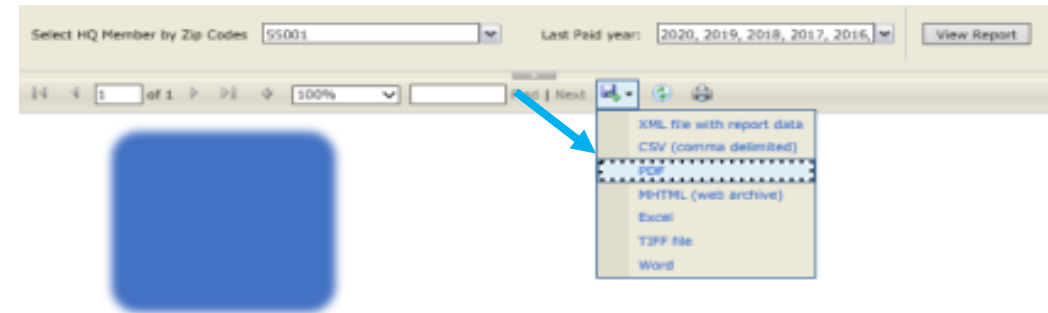 Select HQ Member by Zip Codes 55001 Last Paid year: 2020, 2019, 2018, 2017, 2016, View Report
1 of 1 100% Find | Next
XML file with report data
CSV (comma delimited)
PDF
MHTML (web archive)
Excel
TIFF file
Word